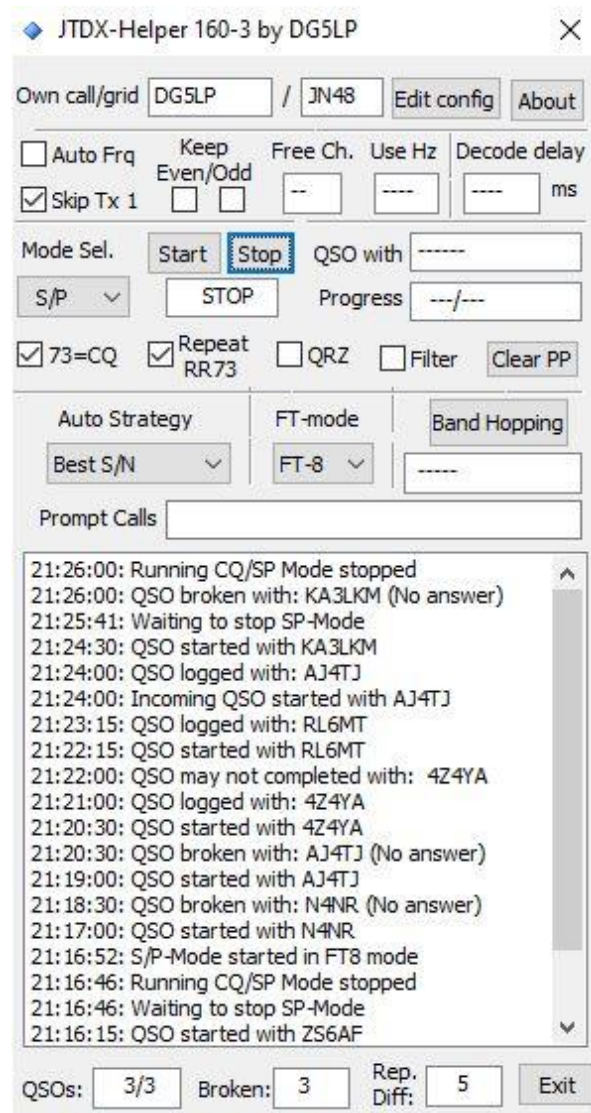 JTDX-Helper 160-3 by DG5LP
Own call/grid DG5LP / JN48 Edit config About
Auto Frq Keep Even/Odd Free Ch. Use Hz Decode delay
Skip Tx 1 -- ---- ---- ms
Mode Sel. Start Stop QSO with ------
S/P STOP Progress ---/---
73=CQ Repeat RR73 QRZ Filter Clear PP
Auto Strategy FT-mode Band Hopping
Best S/N FT-8 -----
Prompt Calls
21:26:00: Running CQ/SP Mode stopped
21:26:00: QSO broken with: KA3LKM (No answer)
21:25:41: Waiting to stop SP-Mode
21:24:30: QSO started with KA3LKM
21:24:00: QSO logged with: AJ4TJ
21:24:00: Incoming QSO started with AJ4TJ
21:23:15: QSO logged with: RL6MT
21:22:15: QSO started with RL6MT
21:22:00: QSO may not completed with:  4Z4YA
21:21:00: QSO logged with: 4Z4YA
21:20:30: QSO started with 4Z4YA
21:20:30: QSO broken with: AJ4TJ (No answer)
21:19:00: QSO started with AJ4TJ
21:18:30: QSO broken with: N4NR (No answer)
21:17:00: QSO started with N4NR
21:16:52: S/P-Mode started in FT8 mode
21:16:46: Running CQ/SP Mode stopped
21:16:46: Waiting to stop SP-Mode
21:16:15: QSO started with ZS6AF
QSOs: 3/3 Broken: 3 Rep. Diff: 5 Exit